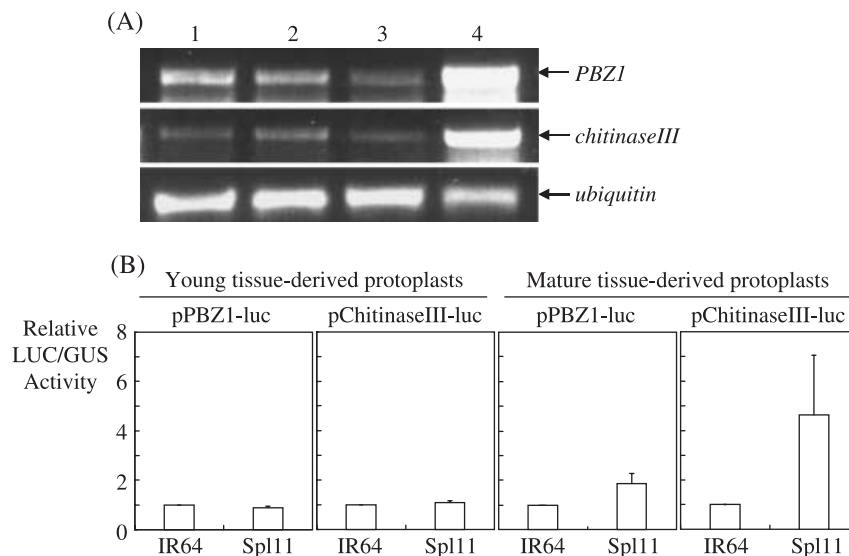 (A)
1 2 3 4
PBZ1
chitinaseIII
ubiquitin
(B)
Young tissue-derived protoplasts Mature tissue-derived protoplasts
pPBZ1-luc pChitinaseIII-luc pPBZ1-luc pChitinaseIII-luc
Relative
LUC/GUS
Activity
8
6
4
2
0
IR64 Spl11 IR64 Spl11 IR64 Spl11 IR64 Spl11